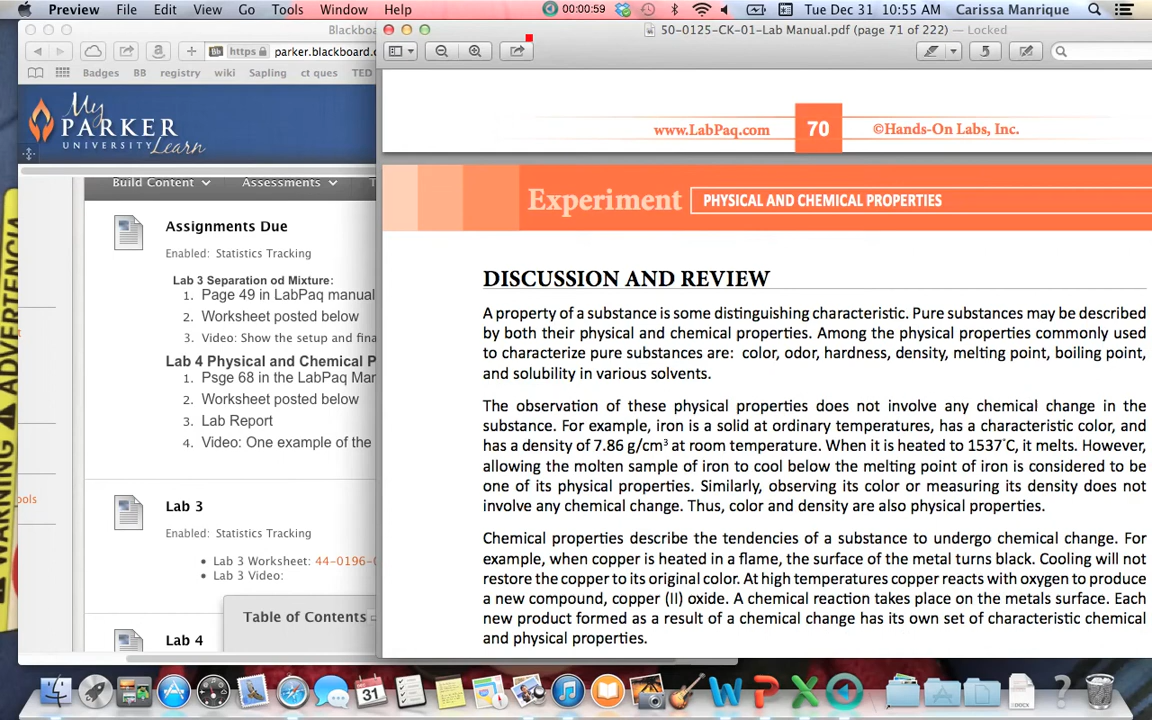 Preview File Edit View Go Tools Window Help 00:00:59 Tue Dec 31 10:55 AM Carissa Manrique
Blackboa
https parker.blackboard.c
Badges BB registry wiki Sapling ct ques TED
My
PARKER
UNIVERSITY Learn
Build Content Assessments T
Assignments Due
Enabled: Statistics Tracking
Lab 3 Separation od Mixture:
1. Page 49 in LabPaq manual
2. Worksheet posted below
3. Video: Show the setup and fina
Lab 4 Physical and Chemical P
1. Psge 68 in the LabPaq Mar
2. Worksheet posted below
3. Lab Report
4. Video: One example of the
ools
Lab 3
Enabled: Statistics Tracking
• Lab 3 Worksheet: 44-0196-
• Lab 3 Video:
Table of Contents
Lab 4
WARNING
ADVERTENCIA
50-0125-CK-01-Lab Manual.pdf (page 71 of 222) — Locked
www.LabPaq.com 70 ©Hands-On Labs, Inc.
Experiment PHYSICAL AND CHEMICAL PROPERTIES
DISCUSSION AND REVIEW
A property of a substance is some distinguishing characteristic. Pure substances may be described
by both their physical and chemical properties. Among the physical properties commonly used
to characterize pure substances are: color, odor, hardness, density, melting point, boiling point,
and solubility in various solvents.
The observation of these physical properties does not involve any chemical change in the
substance. For example, iron is a solid at ordinary temperatures, has a characteristic color, and
has a density of 7.86 g/cm³ at room temperature. When it is heated to 1537°C, it melts. However,
allowing the molten sample of iron to cool below the melting point of iron is considered to be
one of its physical properties. Similarly, observing its color or measuring its density does not
involve any chemical change. Thus, color and density are also physical properties.
Chemical properties describe the tendencies of a substance to undergo chemical change. For
example, when copper is heated in a flame, the surface of the metal turns black. Cooling will not
restore the copper to its original color. At high temperatures copper reacts with oxygen to produce
a new compound, copper (II) oxide. A chemical reaction takes place on the metals surface. Each
new product formed as a result of a chemical change has its own set of characteristic chemical
and physical properties.
31
DOCX